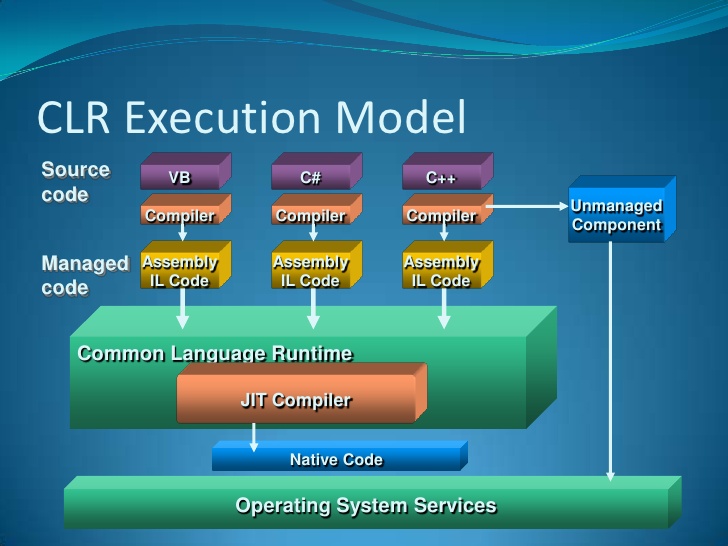 CLR Execution Model
Source
code
VB
C#
C++
Compiler
Compiler
Compiler
Unmanaged
Component
Managed
code
Assembly
IL Code
Assembly
IL Code
Assembly
IL Code
Common Language Runtime
JIT Compiler
Native Code
Operating System Services